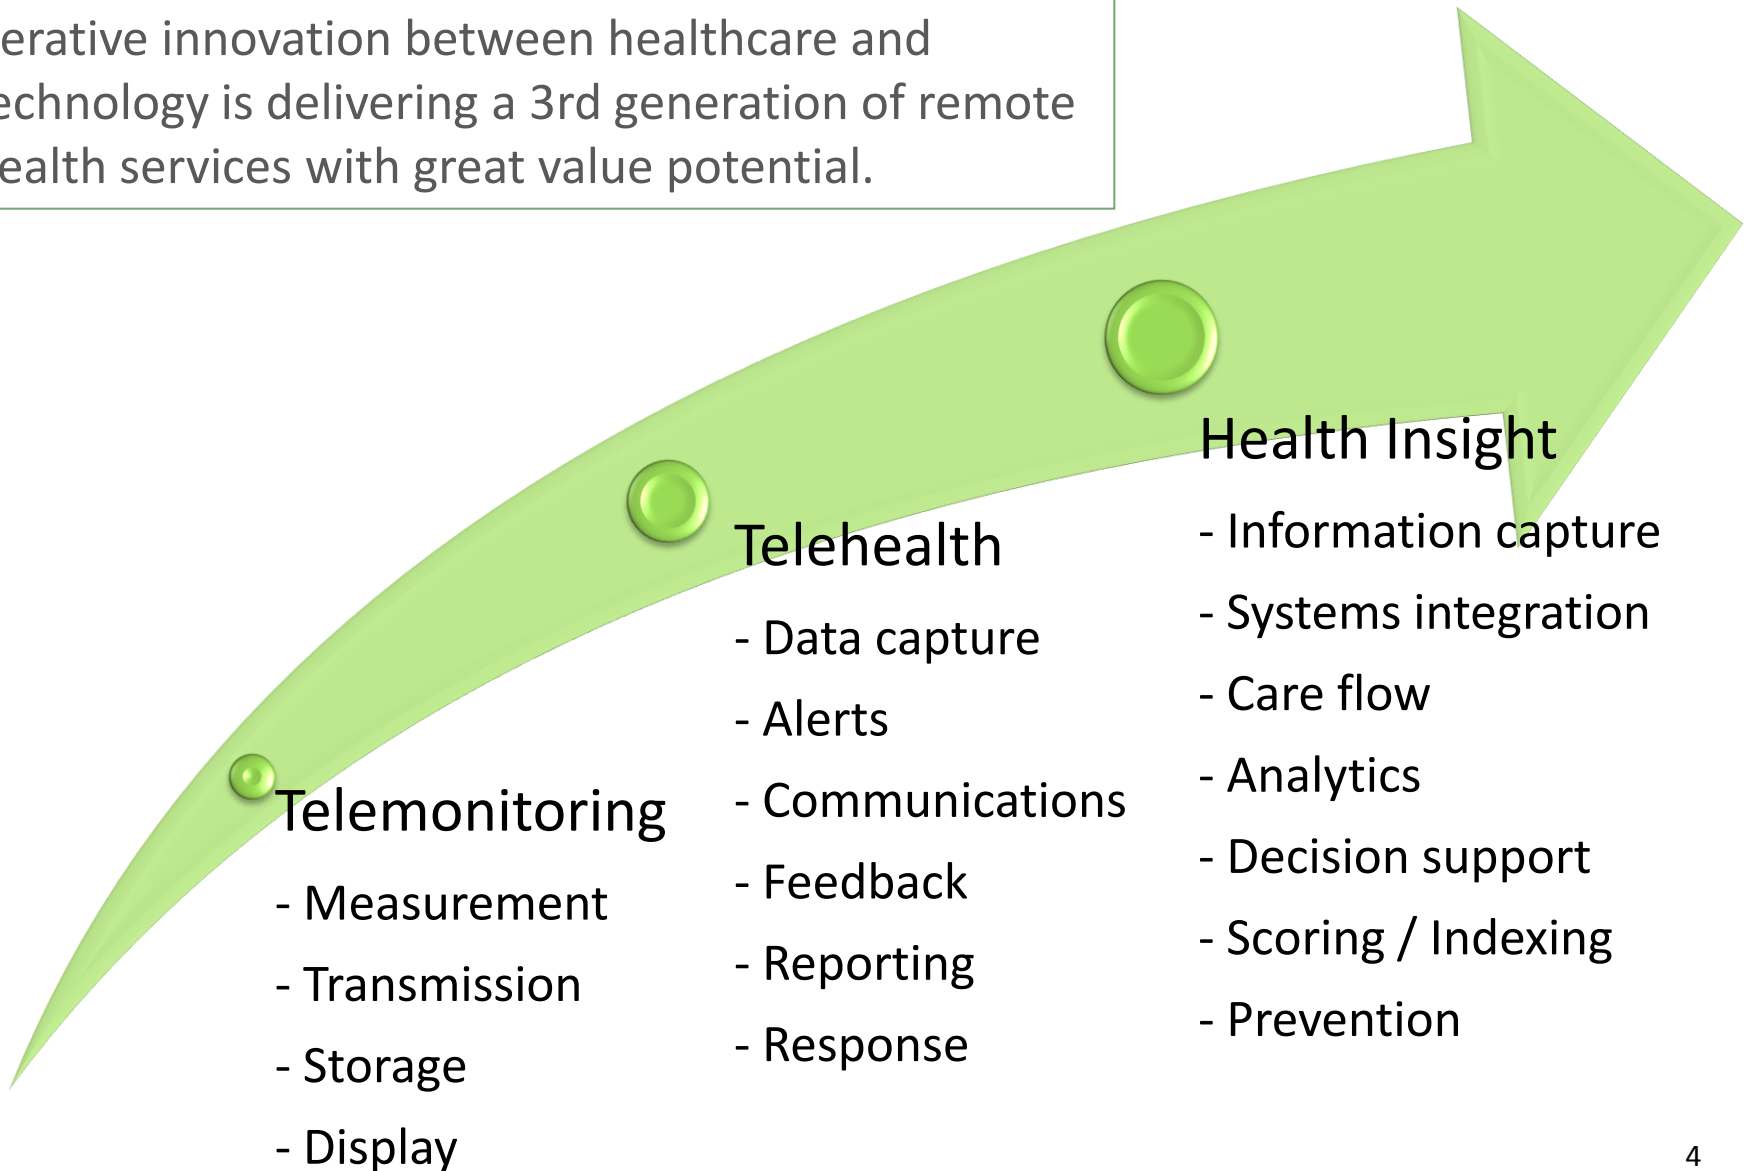 erative innovation between healthcare and
echnology is delivering a 3rd generation of remote
ealth services with great value potential.
Telemonitoring
- Measurement
- Transmission
- Storage
- Display
Telehealth
- Data capture
- Alerts
- Communications
- Feedback
- Reporting
- Response
Health Insight
- Information capture
- Systems integration
- Care flow
- Analytics
- Decision support
- Scoring / Indexing
- Prevention
4